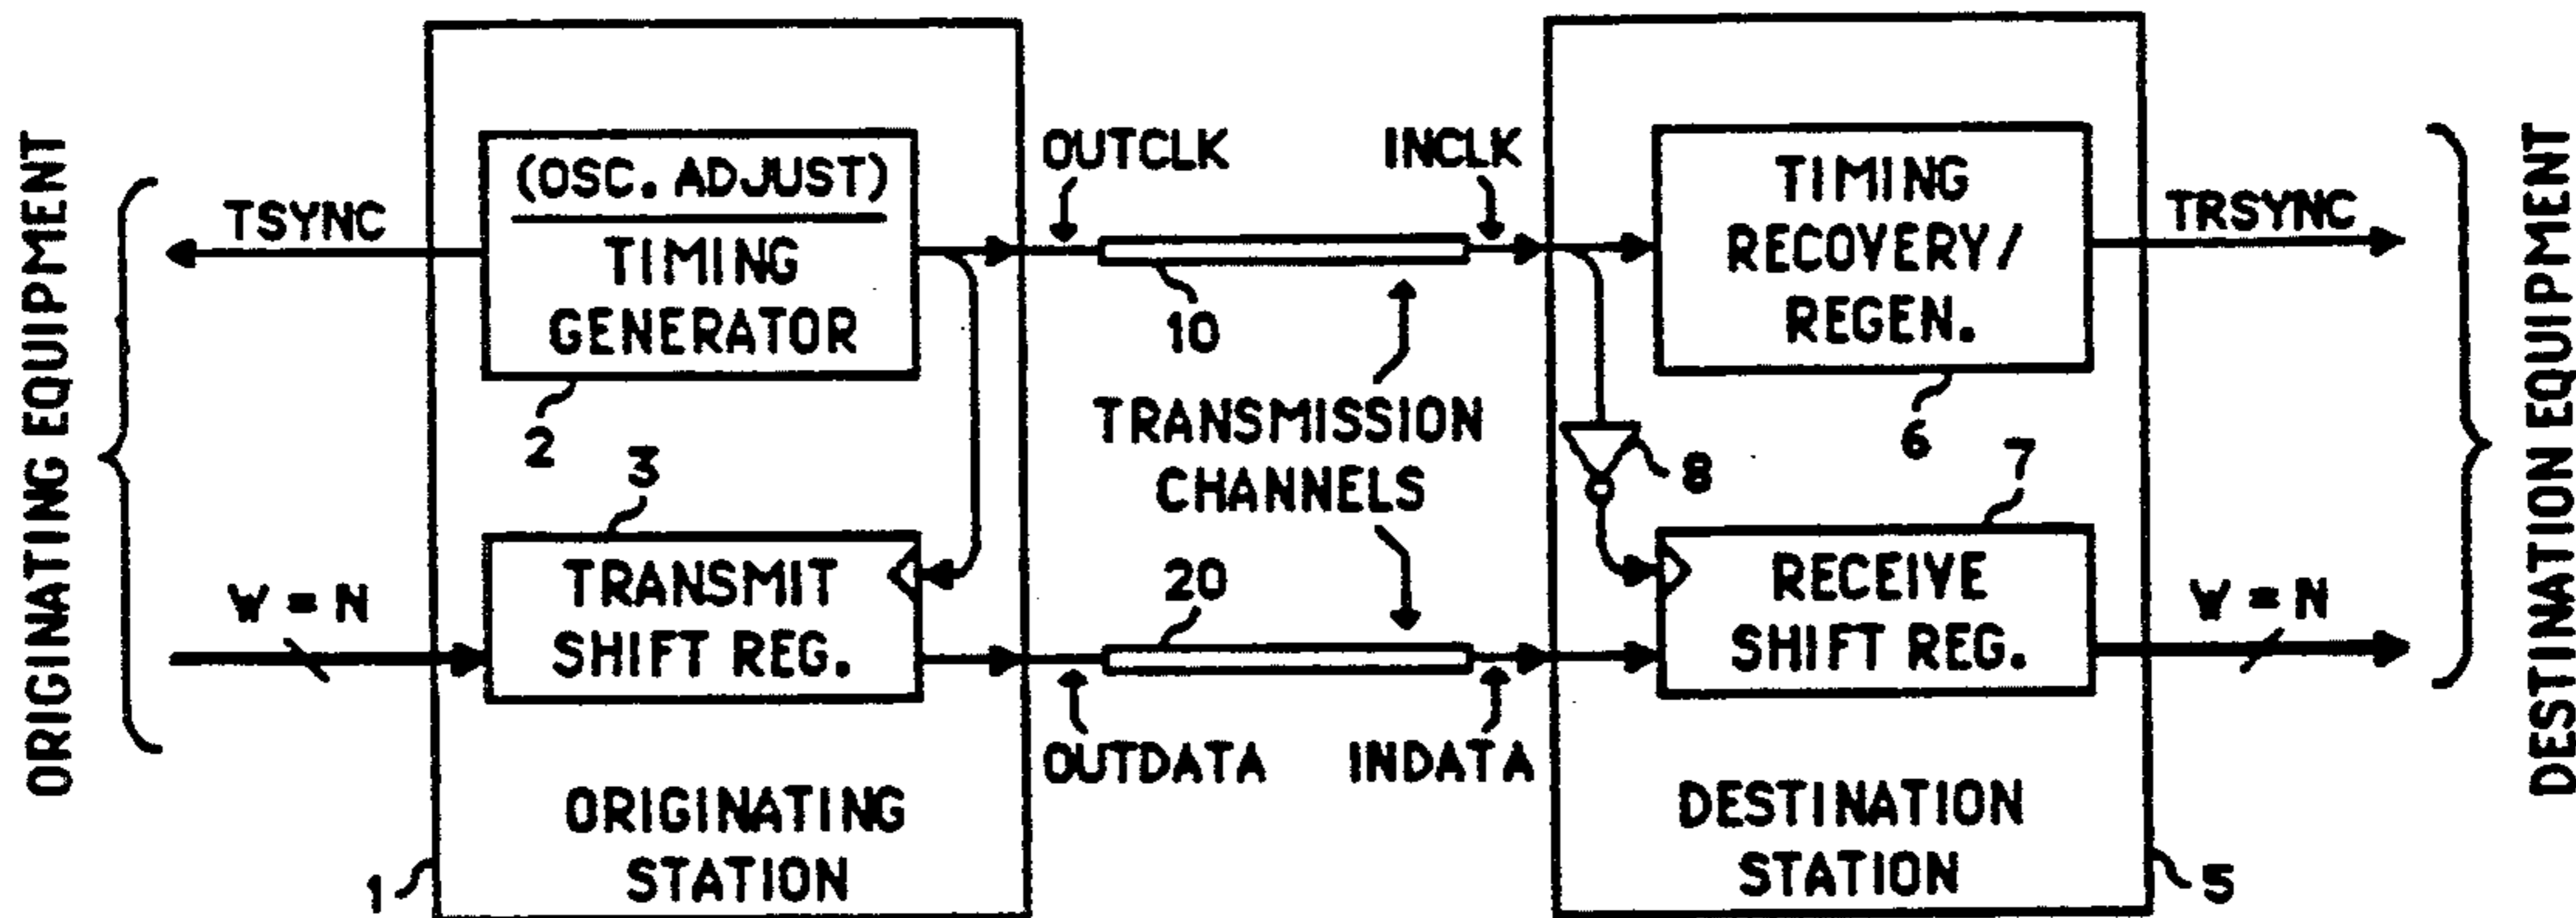 ORIGINATING EQUIPMENT
TSYNC
W = N
(OSC. ADJUST)
TIMING
GENERATOR
2
3
TRANSMIT
SHIFT REG.
ORIGINATING
STATION
1
OUTCLK
INCLK
10
TRANSMISSION
CHANNELS
20
OUTDATA
INDATA
TIMING
RECOVERY/
REGEN.
6
8
7
RECEIVE
SHIFT REG.
DESTINATION
STATION
5
TRSYNC
W = N
DESTINATION EQUIPMENT